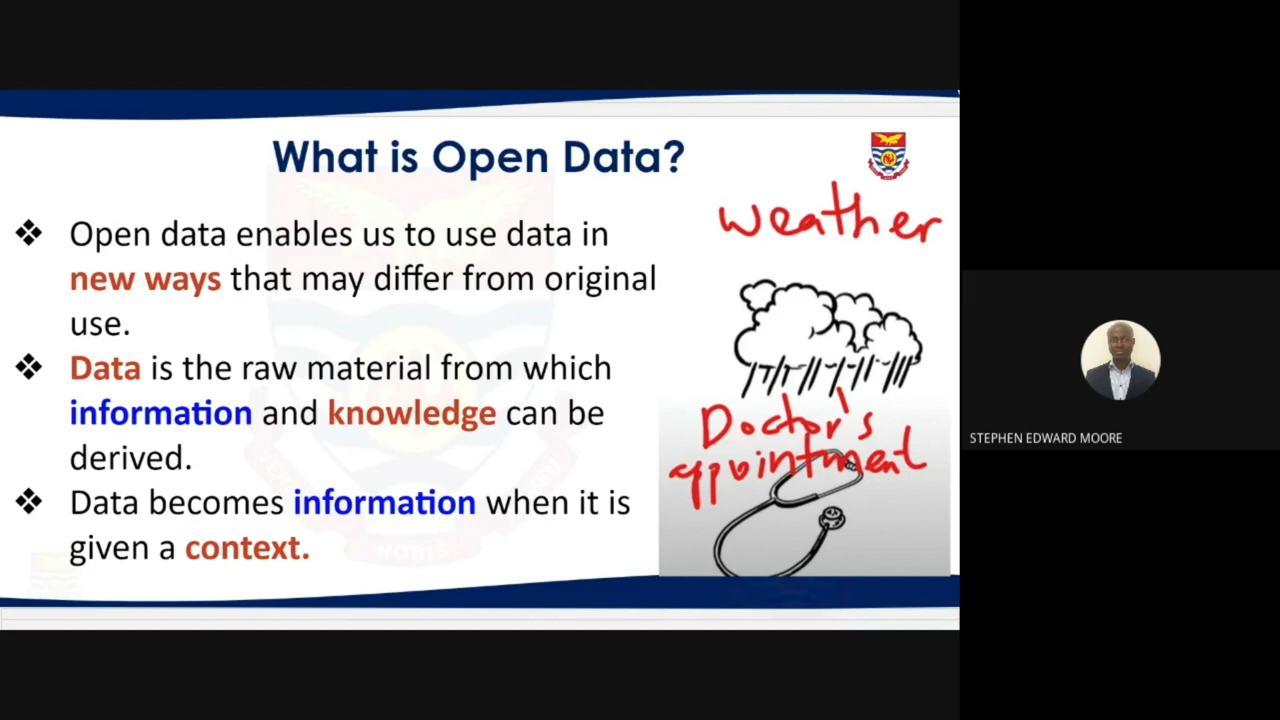 What is Open Data?
❖ Open data enables us to use data in
new ways that may differ from original
use.
❖ Data is the raw material from which
information and knowledge can be
derived.
❖ Data becomes information when it is
given a context.
weather
Doctor's
appointment
NOBIS
STEPHEN EDWARD MOORE